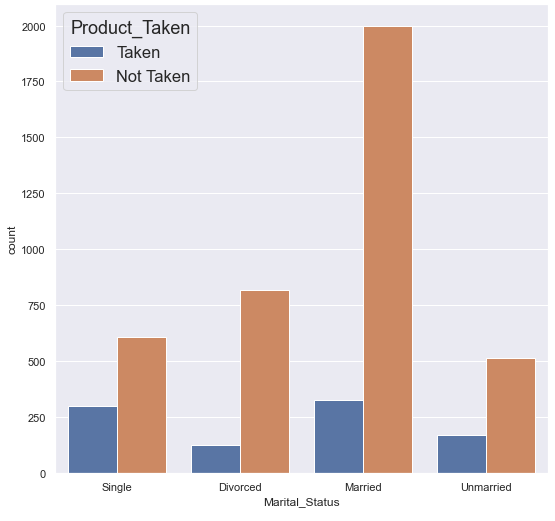 Product_Taken
Taken
Not Taken
2000
1750
1500
1250
1000
750
500
250
0
count
Single Divorced Married Unmarried
Marital_Status